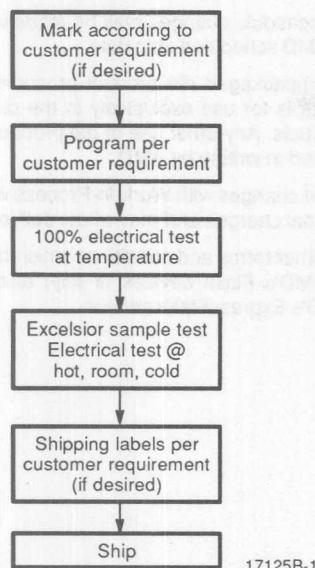 Mark according to
customer requirement
(if desired)
Program per
customer requirement
100% electrical test
at temperature
Excelsior sample test
Electrical test @
hot, room, cold
Shipping labels per
customer requirement
(if desired)
Ship
17125B-1